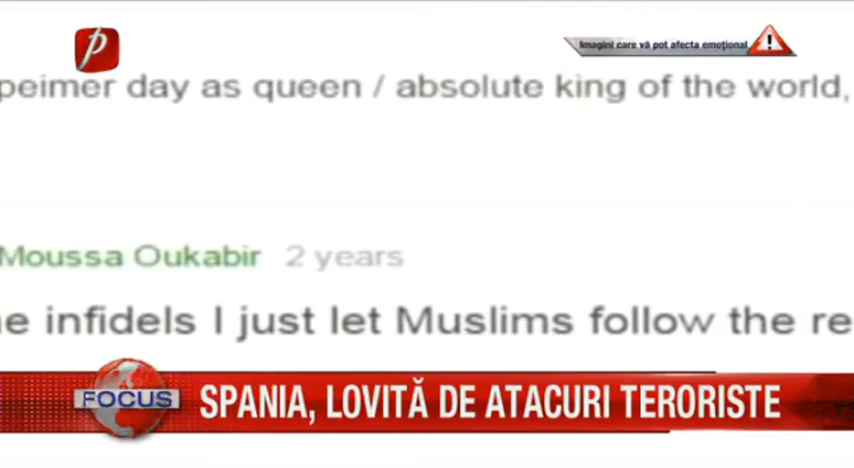 p
Imagini care vă pot afecta emoțional
peimer day as queen / absolute king of the world,
Moussa Oukabir 2 years
e infidels I just let Muslims follow the re
FOCUS
SPANIA, LOVITĂ DE ATACURI TERORISTE